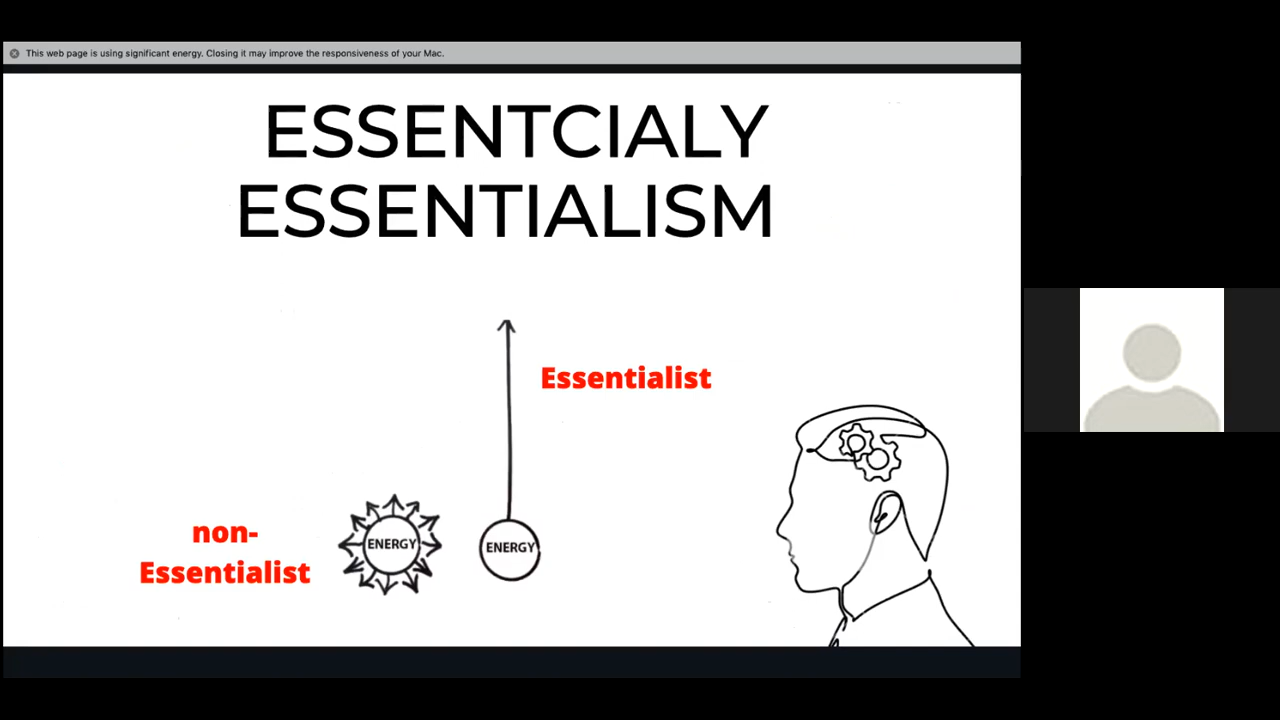 This web page is using significant energy. Closing it may improve the responsiveness of your Mac.
ESSENTCIALY
ESSENTIALISM
Essentialist
non-
Essentialist
ENERGY
ENERGY